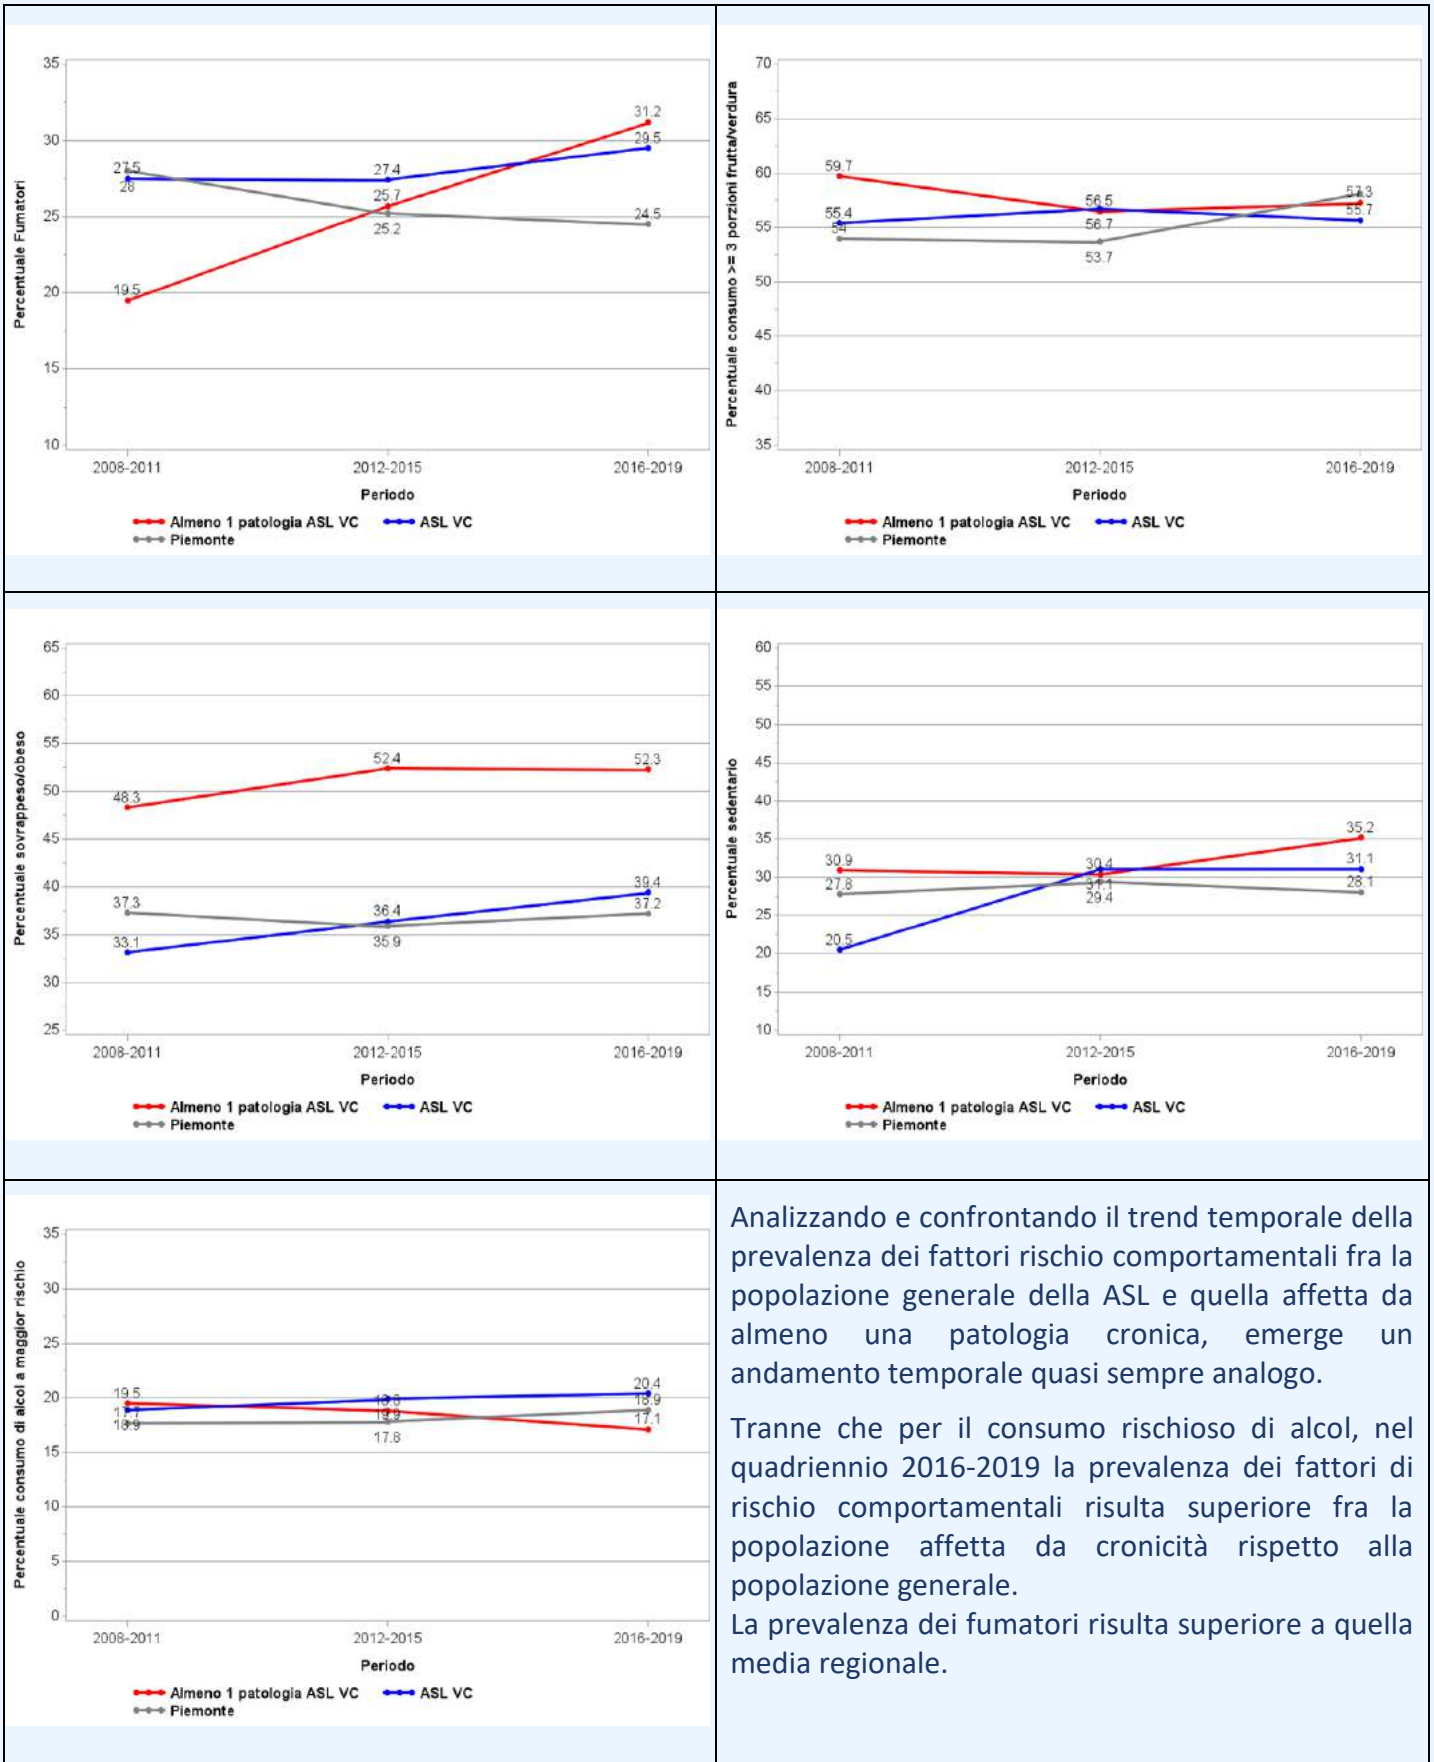 35
30
25
20
15
10
Percentuale Fumatori
27.5
28
19.5
27.4
25.7
25.2
31.2
29.5
24.5
2008-2011 2012-2015 2016-2019
Periodo
Almeno 1 patologia ASL VC ASL VC
Piemonte
70
65
60
55
50
45
40
35
Percentuale consumo >= 3 porzioni frutta/verdura
59.7
55.4
54
56.5
56.7
53.7
57.3
55.7
2008-2011 2012-2015 2016-2019
Periodo
Almeno 1 patologia ASL VC ASL VC
Piemonte
65
60
55
50
45
40
35
30
25
Percentuale sovrappeso/obeso
48.3
37.3
33.1
52.4
36.4
35.9
52.3
39.4
37.2
2008-2011 2012-2015 2016-2019
Periodo
Almeno 1 patologia ASL VC ASL VC
Piemonte
60
55
50
45
40
35
30
25
20
15
10
Percentuale sedentario
30.9
27.8
20.5
30.4
31.1
29.4
35.2
31.1
28.1
2008-2011 2012-2015 2016-2019
Periodo
Almeno 1 patologia ASL VC ASL VC
Piemonte
35
30
25
20
15
10
5
0
Percentuale consumo di alcol a maggior rischio
19.5
17.7
18.9
18.8
19.9
17.8
20.4
18.9
17.1
2008-2011 2012-2015 2016-2019
Periodo
Almeno 1 patologia ASL VC ASL VC
Piemonte
Analizzando e confrontando il trend temporale della
prevalenza dei fattori rischio comportamentali fra la
popolazione generale della ASL e quella affetta da
almeno una patologia cronica, emerge un
andamento temporale quasi sempre analogo.
Tranne che per il consumo rischioso di alcol, nel
quadriennio 2016-2019 la prevalenza dei fattori di
rischio comportamentali risulta superiore fra la
popolazione affetta da cronicità rispetto alla
popolazione generale.
La prevalenza dei fumatori risulta superiore a quella
media regionale.